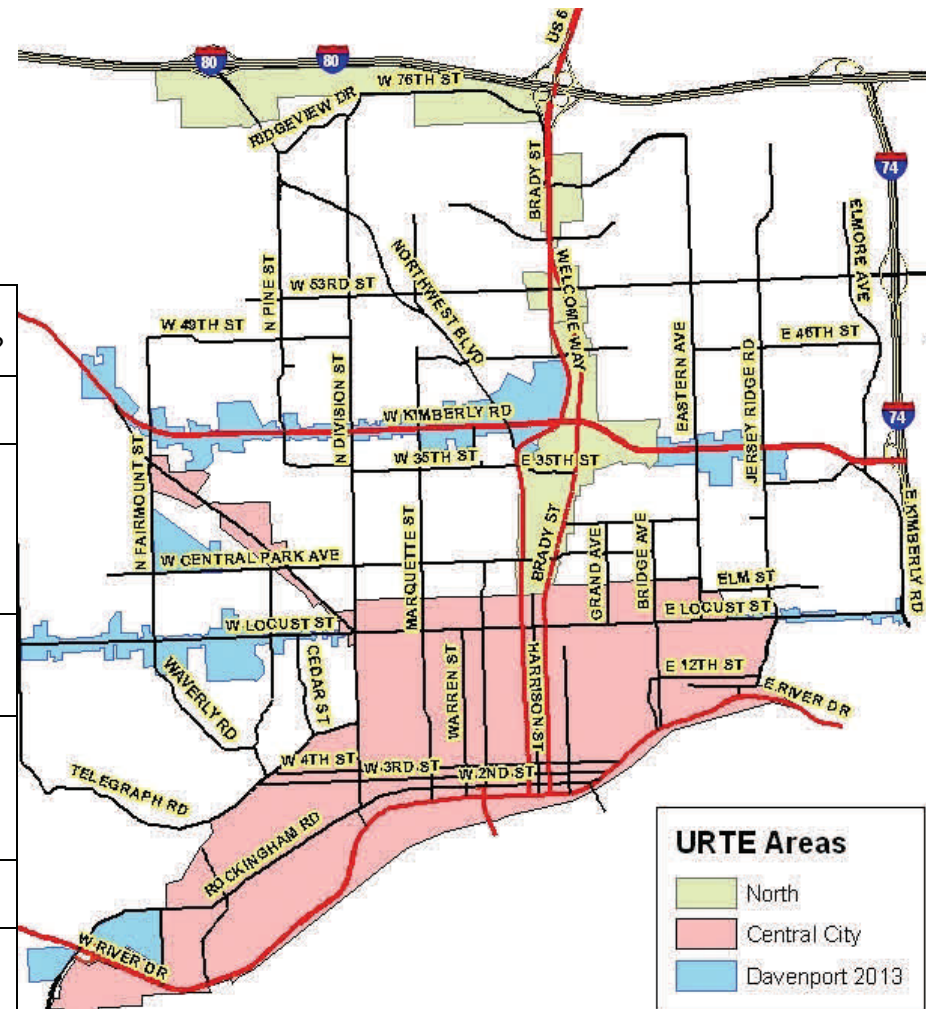 US 6
80
80
W 76TH ST
RIDGEVIEW DR
74
BRADY ST
ELMORE AVE
NORTHWEST BLVD
WELCOME WAY
N PINE ST
W 53RD ST
W 49TH ST
EASTERN AVE
JERSEY RIDGE RD
E 46TH ST
N DIVISION ST
W KIMBERLY RD
74
N FAIRMOUNT ST
W 35TH ST
E 35TH ST
E KIMBERLY RD
MARQUETTE ST
BRADY ST
GRAND AVE
BRIDGE AVE
W CENTRAL PARK AVE
ELM ST
E LOCUST ST
W LOCUST ST
CEDAR ST
WARREN ST
HARRISON ST
E 12TH ST
WAVERLY RD
E RIVER DR
W 4TH ST
W 3RD ST
W 2ND ST
TELEGRAPH RD
ROCKINGHAM RD
W RIVER DR
URTE Areas
North
Central City
Davenport 2013